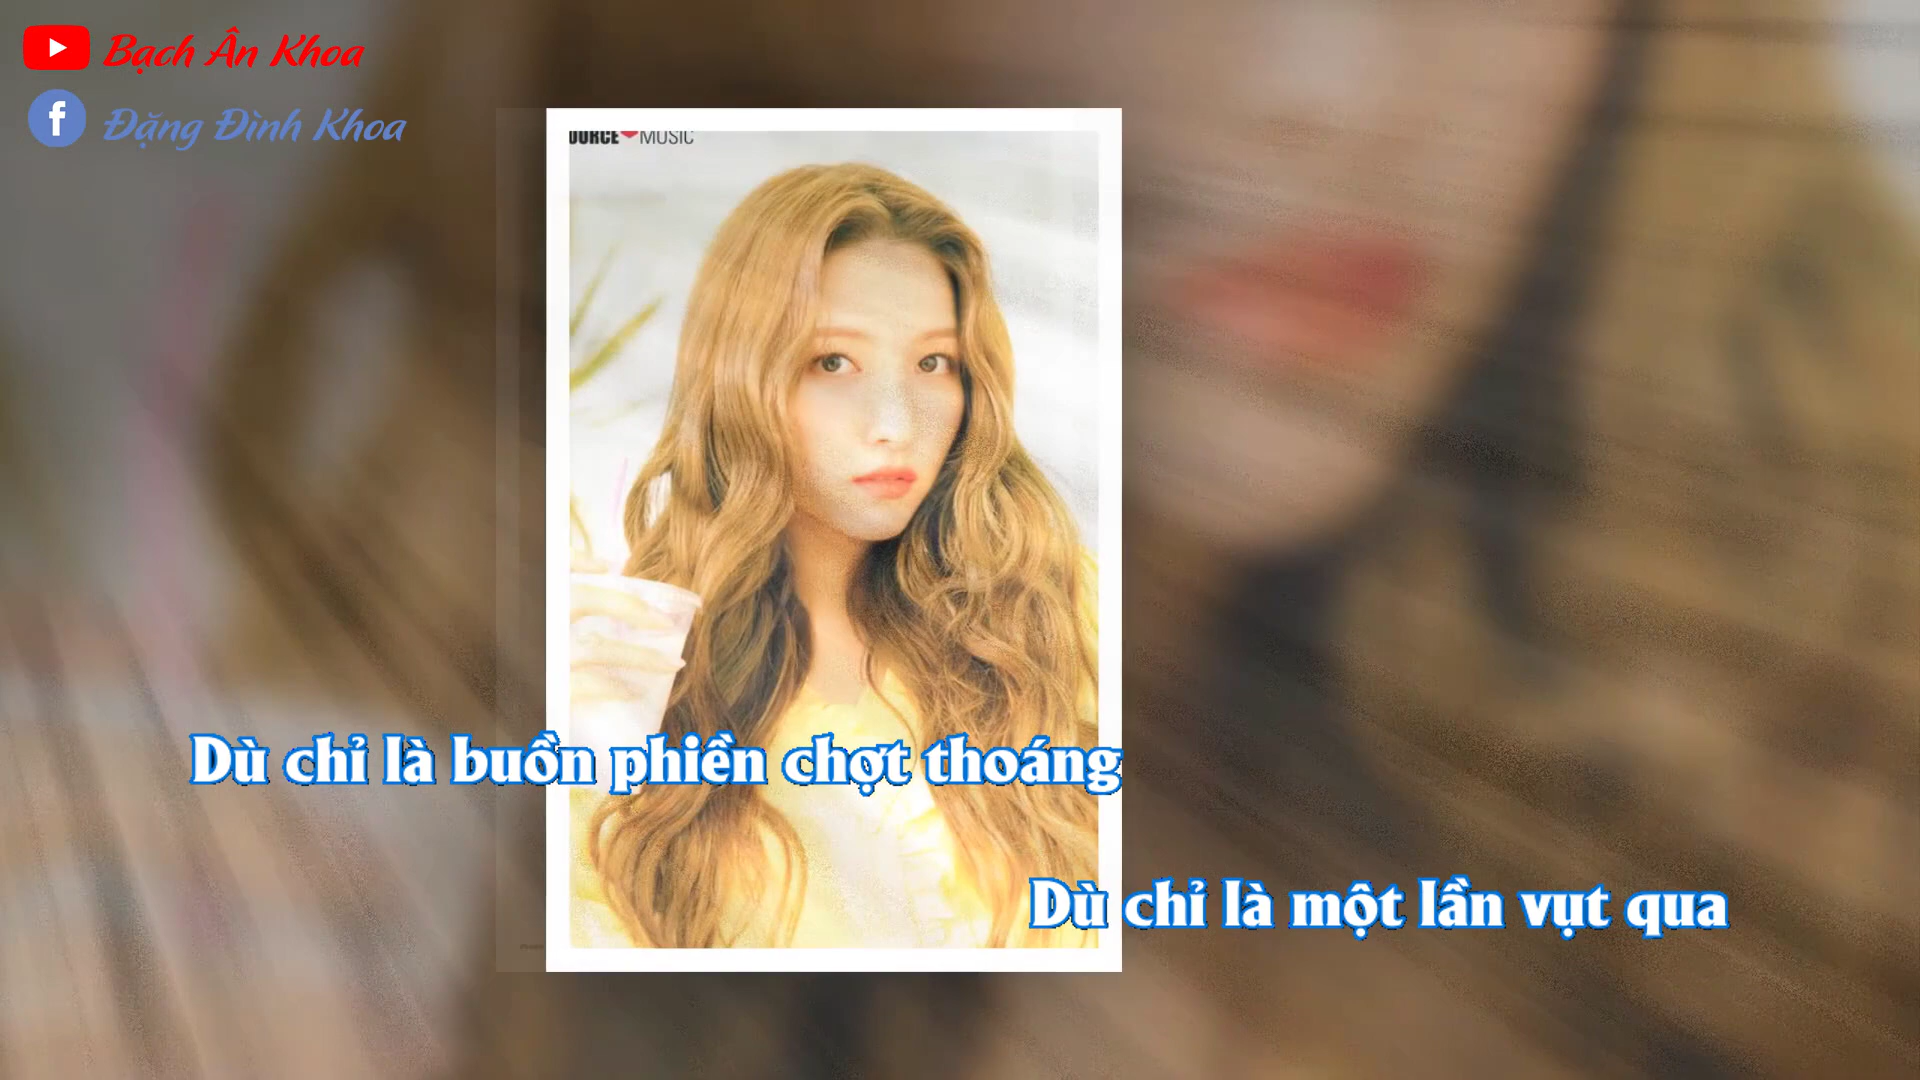 Bạch Ân Khoa
f Đặng Đình Khoa
OURCE MUSIC
Dù chỉ là buồn phiền chợt thoáng
Dù chỉ là một lần vụt qua